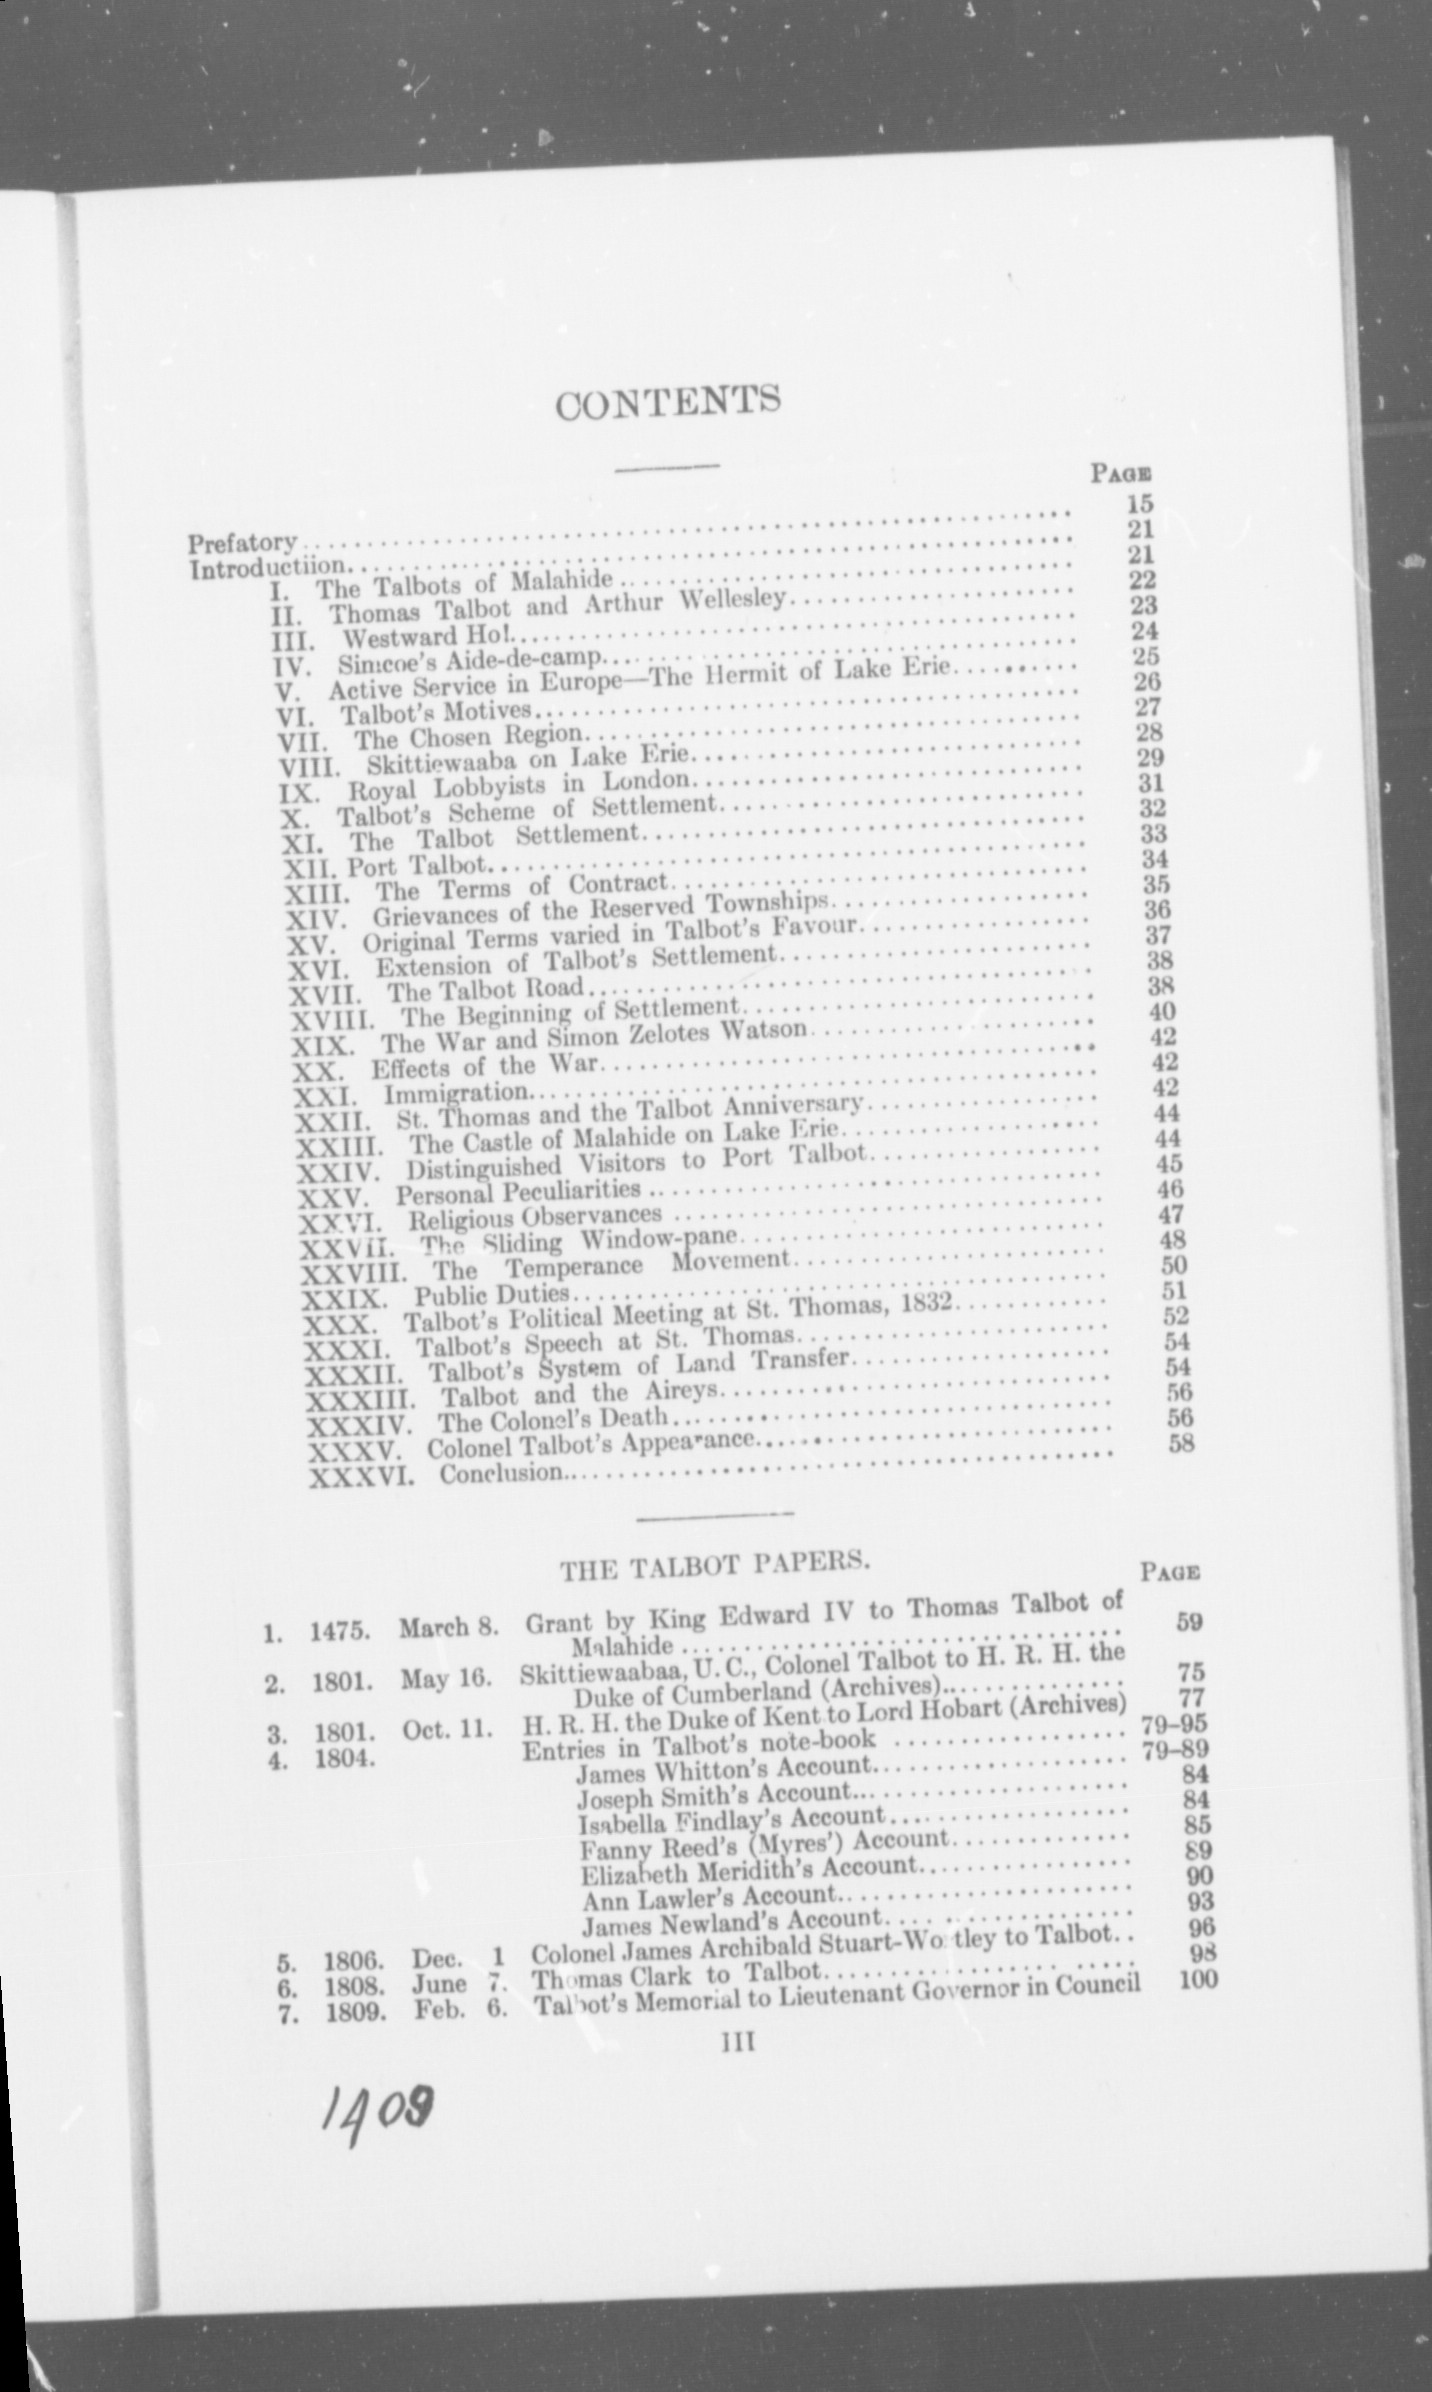 CONTENTS
PAGE
Prefatory 15
Introductiion 21
I. The Talbots of Malahide 21
II. Thomas Talbot and Arthur Wellesley 22
III. Westward Ho! 23
IV. Simcoe's Aide-de-camp 24
V. Active Service in Europe—The Hermit of Lake Erie 25
VI. Talbot's Motives 26
VII. The Chosen Region 27
VIII. Skittiewaaba on Lake Erie 28
IX. Royal Lobbyists in London 29
X. Talbot's Scheme of Settlement 31
XI. The Talbot Settlement 32
XII. Port Talbot 33
XIII. The Terms of Contract 34
XIV. Grievances of the Reserved Townships 35
XV. Original Terms varied in Talbot's Favour 36
XVI. Extension of Talbot's Settlement 37
XVII. The Talbot Road 38
XVIII. The Beginning of Settlement 38
XIX. The War and Simon Zelotes Watson 40
XX. Effects of the War 42
XXI. Immigration 42
XXII. St. Thomas and the Talbot Anniversary 42
XXIII. The Castle of Malahide on Lake Erie 44
XXIV. Distinguished Visitors to Port Talbot 44
XXV. Personal Peculiarities 45
XXVI. Religious Observances 46
XXVII. The Sliding Window-pane 47
XXVIII. The Temperance Movement 48
XXIX. Public Duties 50
XXX. Talbot's Political Meeting at St. Thomas, 1832 51
XXXI. Talbot's Speech at St. Thomas 52
XXXII. Talbot's System of Land Transfer 54
XXXIII. Talbot and the Aireys 54
XXXIV. The Colonel's Death 56
XXXV. Colonel Talbot's Appearance 56
XXXVI. Conclusion 58
THE TALBOT PAPERS.
PAGE
1. 1475. March 8. Grant by King Edward IV to Thomas Talbot of
Malahide 59
2. 1801. May 16. Skittiewaabaa, U. C., Colonel Talbot to H. R. H. the
Duke of Cumberland (Archives) 75
3. 1801. Oct. 11. H. R. H. the Duke of Kent to Lord Hobart (Archives) 77
4. 1804. Entries in Talbot's note-book 79-95
James Whitton's Account 79-89
Joseph Smith's Account 84
Isabella Findlay's Account 84
Fanny Reed's (Myres') Account 85
Elizabeth Meridith's Account 89
Ann Lawler's Account 90
James Newland's Account 93
5. 1806. Dec. 1 Colonel James Archibald Stuart-Wortley to Talbot 96
6. 1808. June 7. Thomas Clark to Talbot 98
7. 1809. Feb. 6. Talbot's Memorial to Lieutenant Governor in Council 100
III
1409